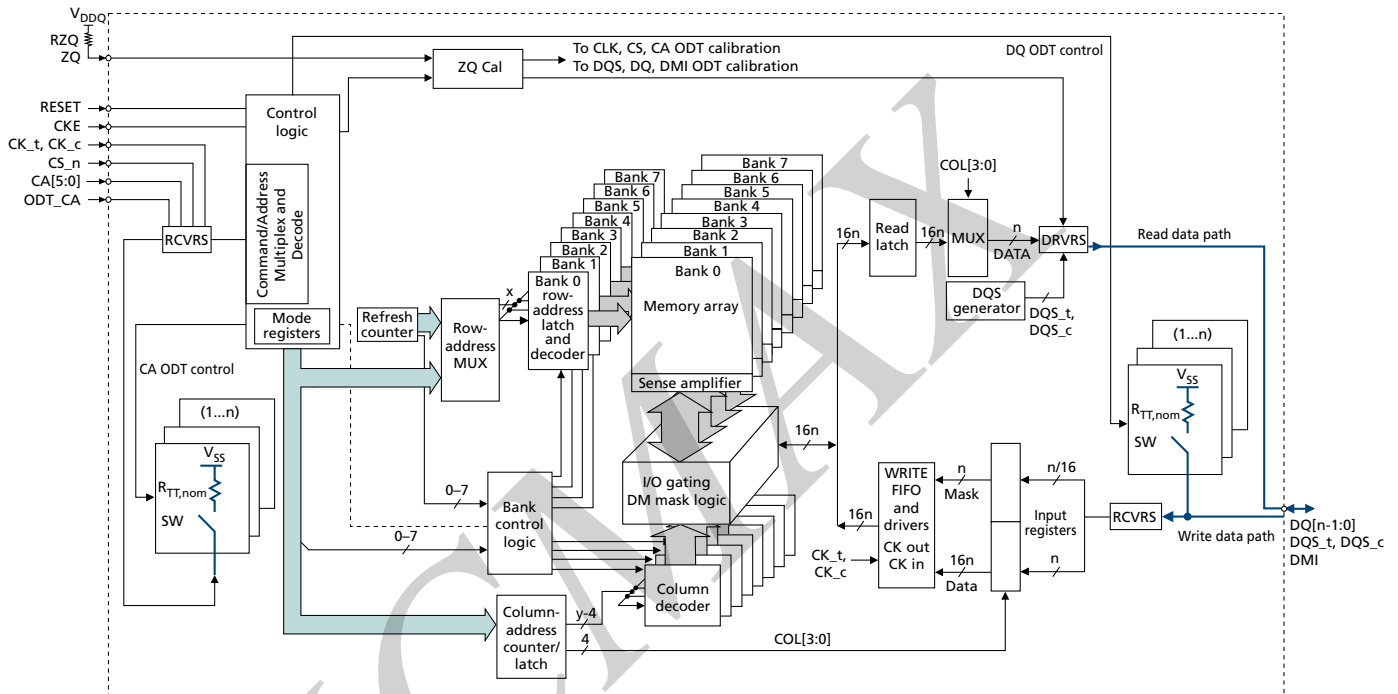 VDDQ
RZQ
ZQ
RESET
CKE
CK_t, CK_c
CS_n
CA[5:0]
ODT_CA
RCVRS
Control
logic
Command/Address
Multiplex and
Decode
Mode
registers
ZQ Cal
To CLK, CS, CA ODT calibration
To DQS, DQ, DMI ODT calibration
DQ ODT control
CA ODT control
(1...n)
VSS
RTT,nom
SW
Refresh
counter
Row-
address
MUX
x
Bank 7
Bank 6
Bank 5
Bank 4
Bank 3
Bank 2
Bank 1
Bank 0
row-
address
latch
and
decoder
Bank 7
Bank 6
Bank 5
Bank 4
Bank 3
Bank 2
Bank 1
Bank 0
Memory array
Sense amplifier
16n
I/O gating
DM mask logic
0–7
0–7
Bank
control
logic
Column
decoder
Column-
address
counter/
latch
y-4
4
COL[3:0]
16n
Read
latch
16n
COL[3:0]
MUX
n
DATA
DRVRS
Read data path
DQS
generator
DQS_t,
DQS_c
(1...n)
VSS
RTT,nom
SW
16n
WRITE
FIFO
and
drivers
CK out
CK in
CK_t,
CK_c
n
Mask
16n
Data
n/16
Input
registers
n
RCVRS
Write data path
DQ[n-1:0]
DQS_t, DQS_c
DMI